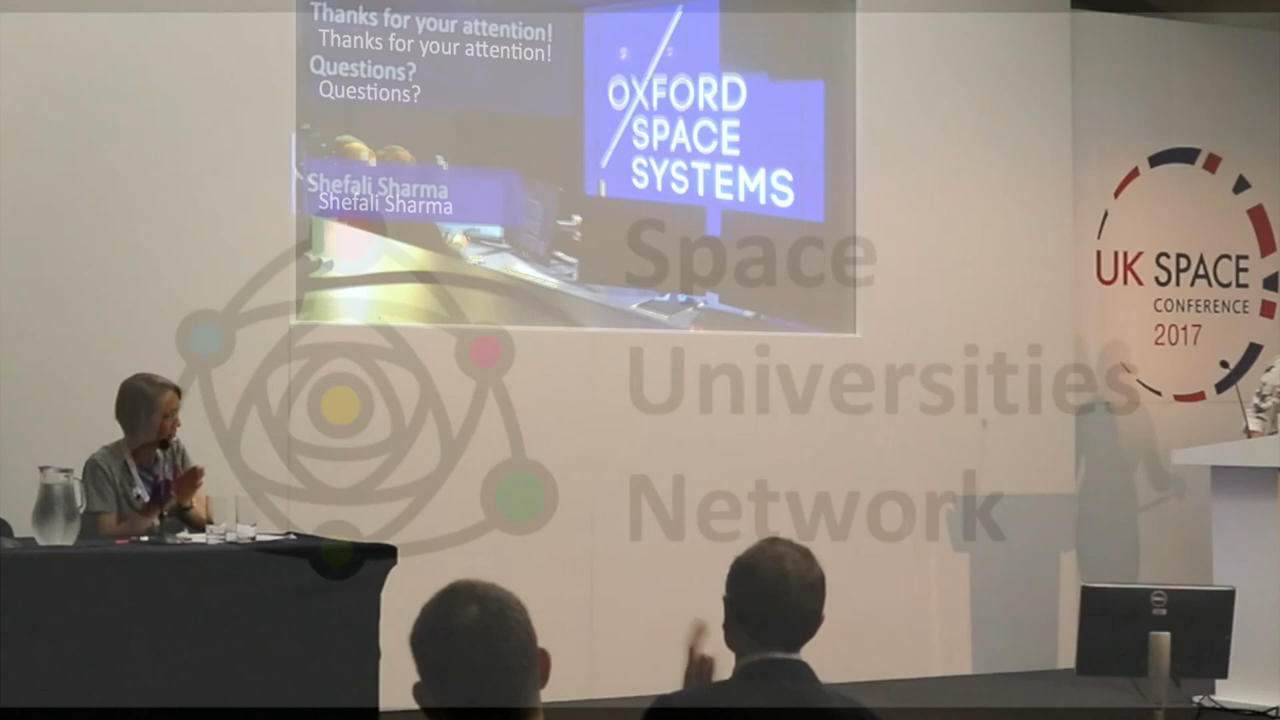 Thanks for your attention!
Thanks for your attention!
Questions?
Questions?
Shefali Sharma
Shefali Sharma
OXFORD
SPACE
SYSTEMS
Space
Universities
Network
UK SPACE
CONFERENCE
2017
DELL